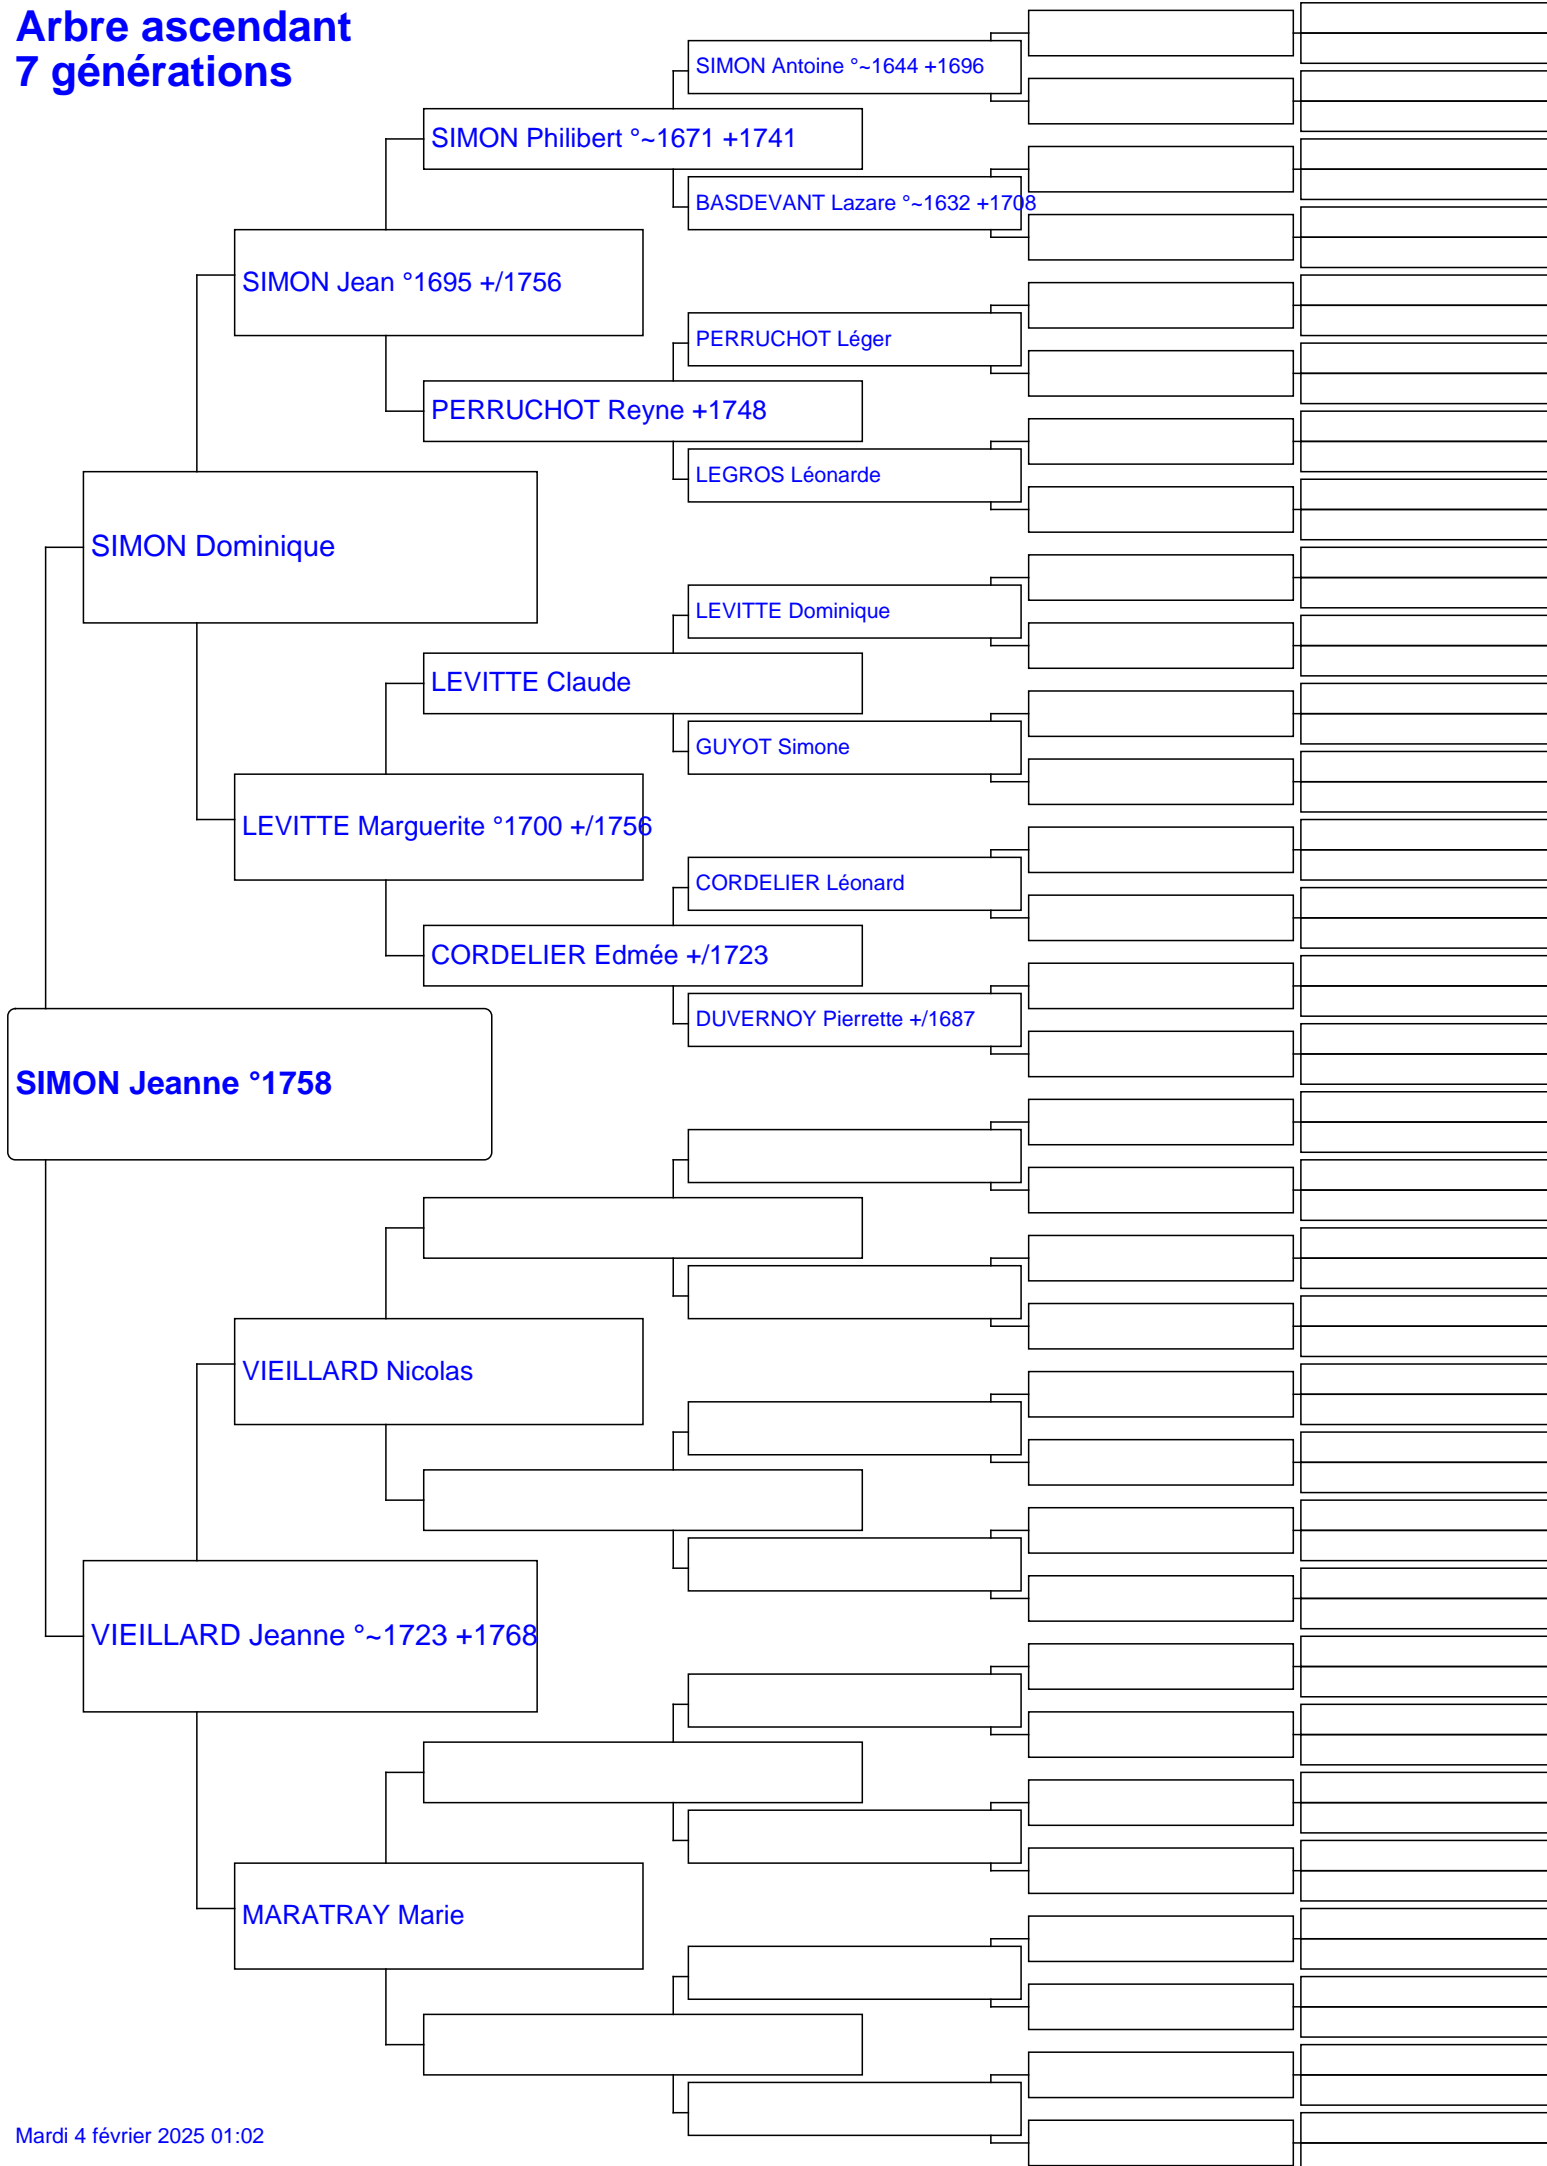 Arbre ascendant
7 générations
SIMON Antoine °~1644 +1696
SIMON Philibert °~1671 +1741
BASDEVANT Lazare °~1632 +1708
SIMON Jean °1695 +/1756
PERRUCHOT Léger
PERRUCHOT Reyne +1748
LEGROS Léonarde
SIMON Dominique
LEVITTE Dominique
LEVITTE Claude
GUYOT Simone
LEVITTE Marguerite °1700 +/1756
CORDELIER Léonard
CORDELIER Edmée +/1723
DUVERNOY Pierrette +/1687
SIMON Jeanne °1758
VIEILLARD Nicolas
VIEILLARD Jeanne °~1723 +1768
MARATRAY Marie
Mardi 4 février 2025 01:02